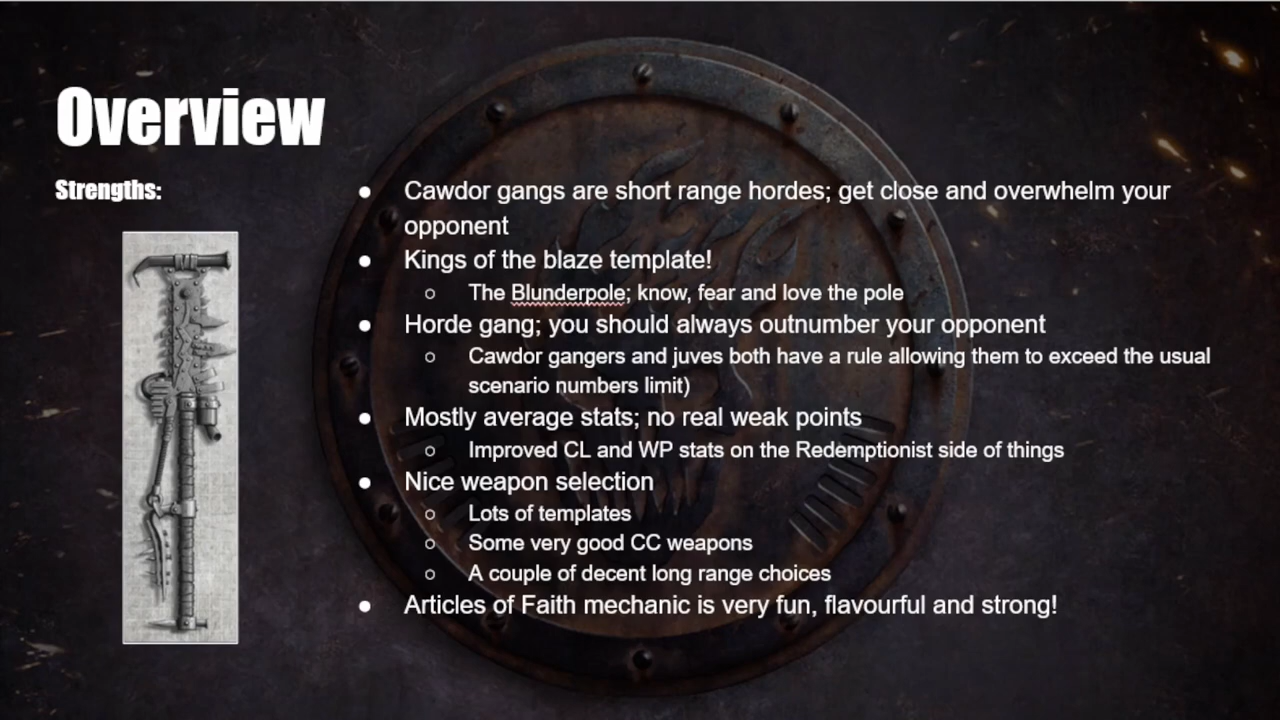 Overview
Strengths:
● Cawdor gangs are short range hordes; get close and overwhelm your
opponent
● Kings of the blaze template!
○ The Blunderpole; know, fear and love the pole
● Horde gang; you should always outnumber your opponent
○ Cawdor gangers and juves both have a rule allowing them to exceed the usual
scenario numbers limit)
● Mostly average stats; no real weak points
○ Improved CL and WP stats on the Redemptionist side of things
● Nice weapon selection
○ Lots of templates
○ Some very good CC weapons
○ A couple of decent long range choices
● Articles of Faith mechanic is very fun, flavourful and strong!